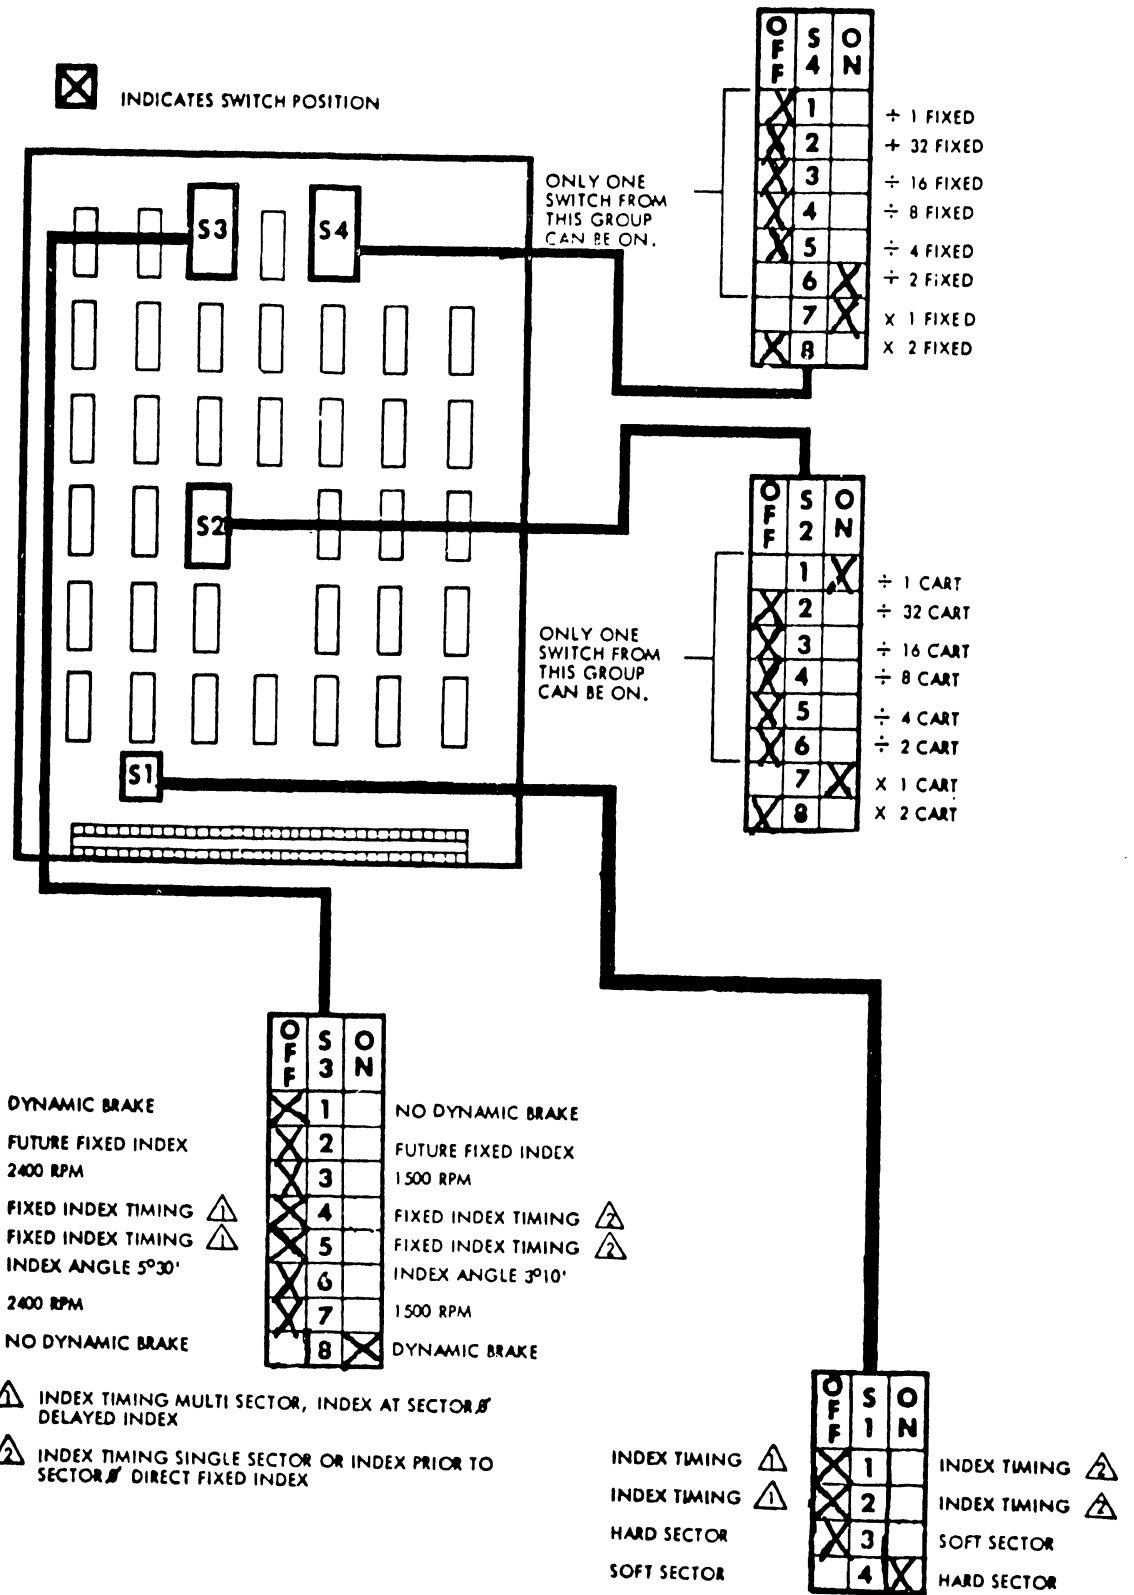 INDICATES SWITCH POSITION
OFF S4 ON
1 ÷ 1 FIXED
2 + 32 FIXED
3 ÷ 16 FIXED
4 ÷ 8 FIXED
5 ÷ 4 FIXED
6 ÷ 2 FIXED
7 X 1 FIXED
8 X 2 FIXED
ONLY ONE
SWITCH FROM
THIS GROUP
CAN BE ON.
S3
S4
S2
S1
OFF S2 ON
1 ÷ 1 CART
2 ÷ 32 CART
3 ÷ 16 CART
4 ÷ 8 CART
5 ÷ 4 CART
6 ÷ 2 CART
7 X 1 CART
8 X 2 CART
ONLY ONE
SWITCH FROM
THIS GROUP
CAN BE ON.
OFF S3 ON
DYNAMIC BRAKE 1 NO DYNAMIC BRAKE
FUTURE FIXED INDEX 2 FUTURE FIXED INDEX
2400 RPM 3 1500 RPM
FIXED INDEX TIMING 1 4 FIXED INDEX TIMING 2
FIXED INDEX TIMING 1 5 FIXED INDEX TIMING 2
INDEX ANGLE 5°30' 6 INDEX ANGLE 3°10'
2400 RPM 7 1500 RPM
NO DYNAMIC BRAKE 8 DYNAMIC BRAKE
1 INDEX TIMING MULTI SECTOR, INDEX AT SECTOR Ø
DELAYED INDEX
2 INDEX TIMING SINGLE SECTOR OR INDEX PRIOR TO
SECTOR Ø DIRECT FIXED INDEX
OFF S1 ON
INDEX TIMING 1 1 INDEX TIMING 2
INDEX TIMING 1 2 INDEX TIMING 2
HARD SECTOR 3 SOFT SECTOR
SOFT SECTOR 4 HARD SECTOR